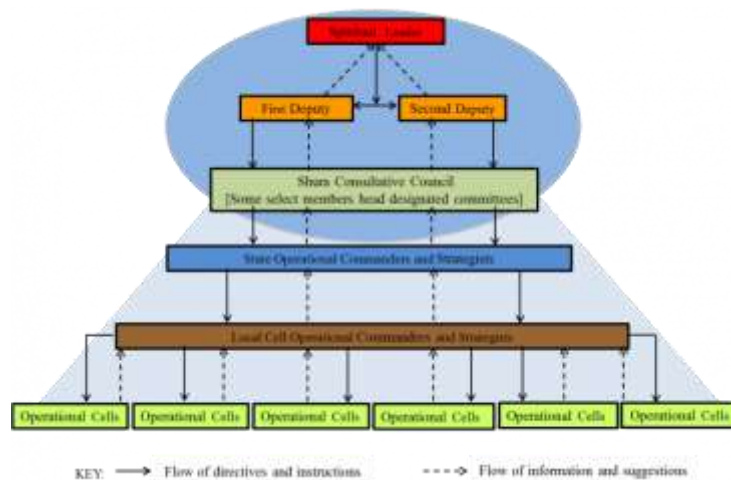 Spiritual Leader
First Deputy
Second Deputy
Shura Consultative Council
[Some select members head designated committees]
State Operational Commanders and Strategists
Local Cell Operational Commanders and Strategists
Operational Cells
Operational Cells
Operational Cells
Operational Cells
Operational Cells
Operational Cells
KEY:
Flow of directives and instructions
Flow of information and suggestions